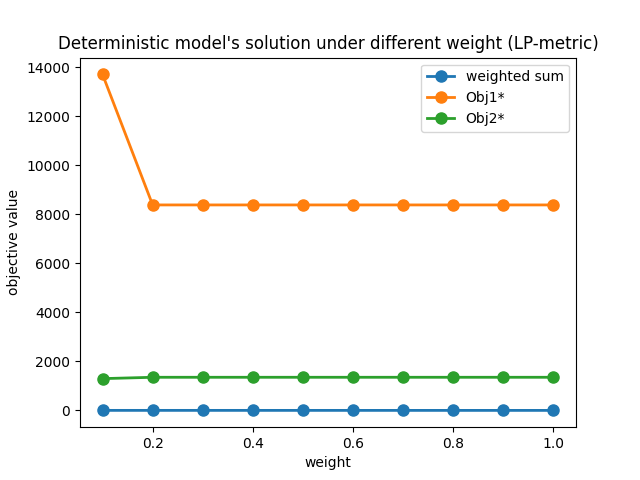 Deterministic model's solution under different weight (LP-metric)
weighted sum
Obj1*
Obj2*
14000
12000
10000
8000
6000
4000
2000
0
objective value
0.2
0.4
0.6
0.8
1.0
weight